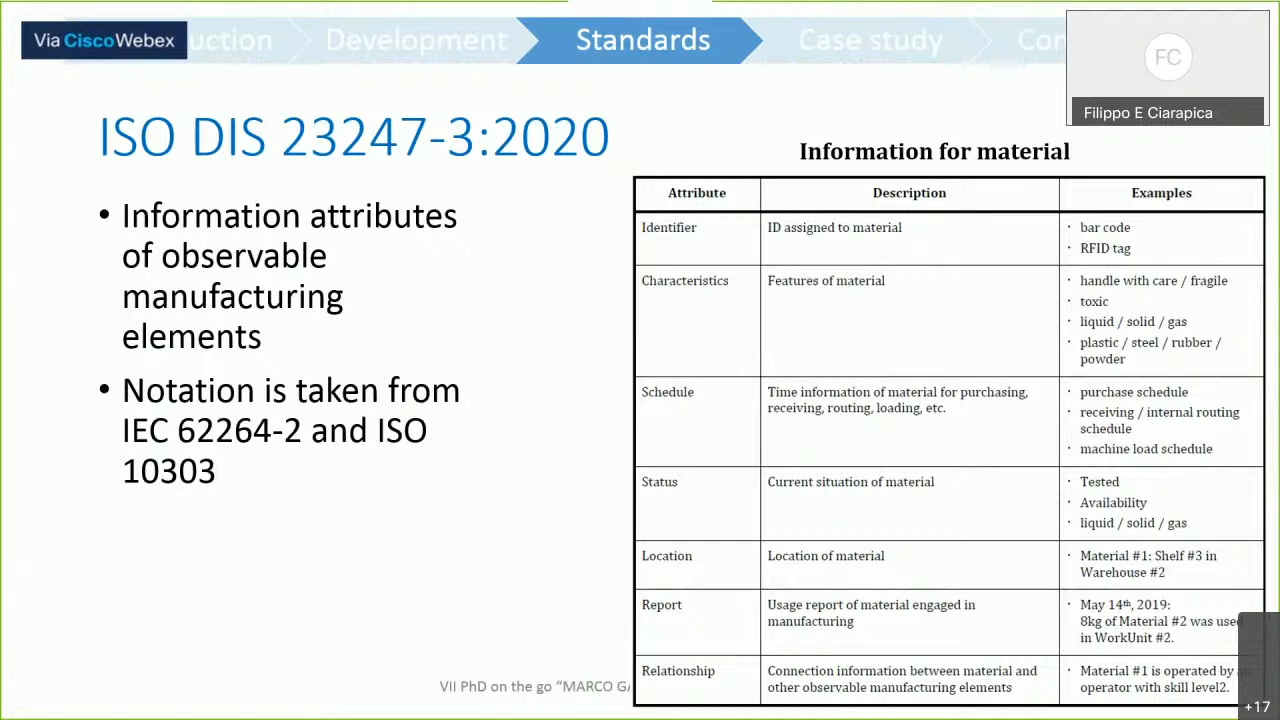 Via Cisco Webex
uction
Development
Standards
Case study
Co
FC
Filippo E Ciarapica
ISO DIS 23247-3:2020
• Information attributes
of observable
manufacturing
elements
• Notation is taken from
IEC 62264-2 and ISO
10303
Information for material
Attribute Description Examples
Identifier ID assigned to material · bar code
· RFID tag
Characteristics Features of material · handle with care / fragile
· toxic
· liquid / solid / gas
· plastic / steel / rubber /
powder
Schedule Time information of material for purchasing, · purchase schedule
receiving, routing, loading, etc. · receiving / internal routing
schedule
· machine load schedule
Status Current situation of material · Tested
· Availability
· liquid / solid / gas
Location Location of material · Material #1: Shelf #3 in
Warehouse #2
Report Usage report of material engaged in · May 14th, 2019:
manufacturing 8kg of Material #2 was used
in WorkUnit #2.
Relationship Connection information between material and · Material #1 is operated by
other observable manufacturing elements operator with skill level2.
VII PhD on the go “MARCO GA
+17